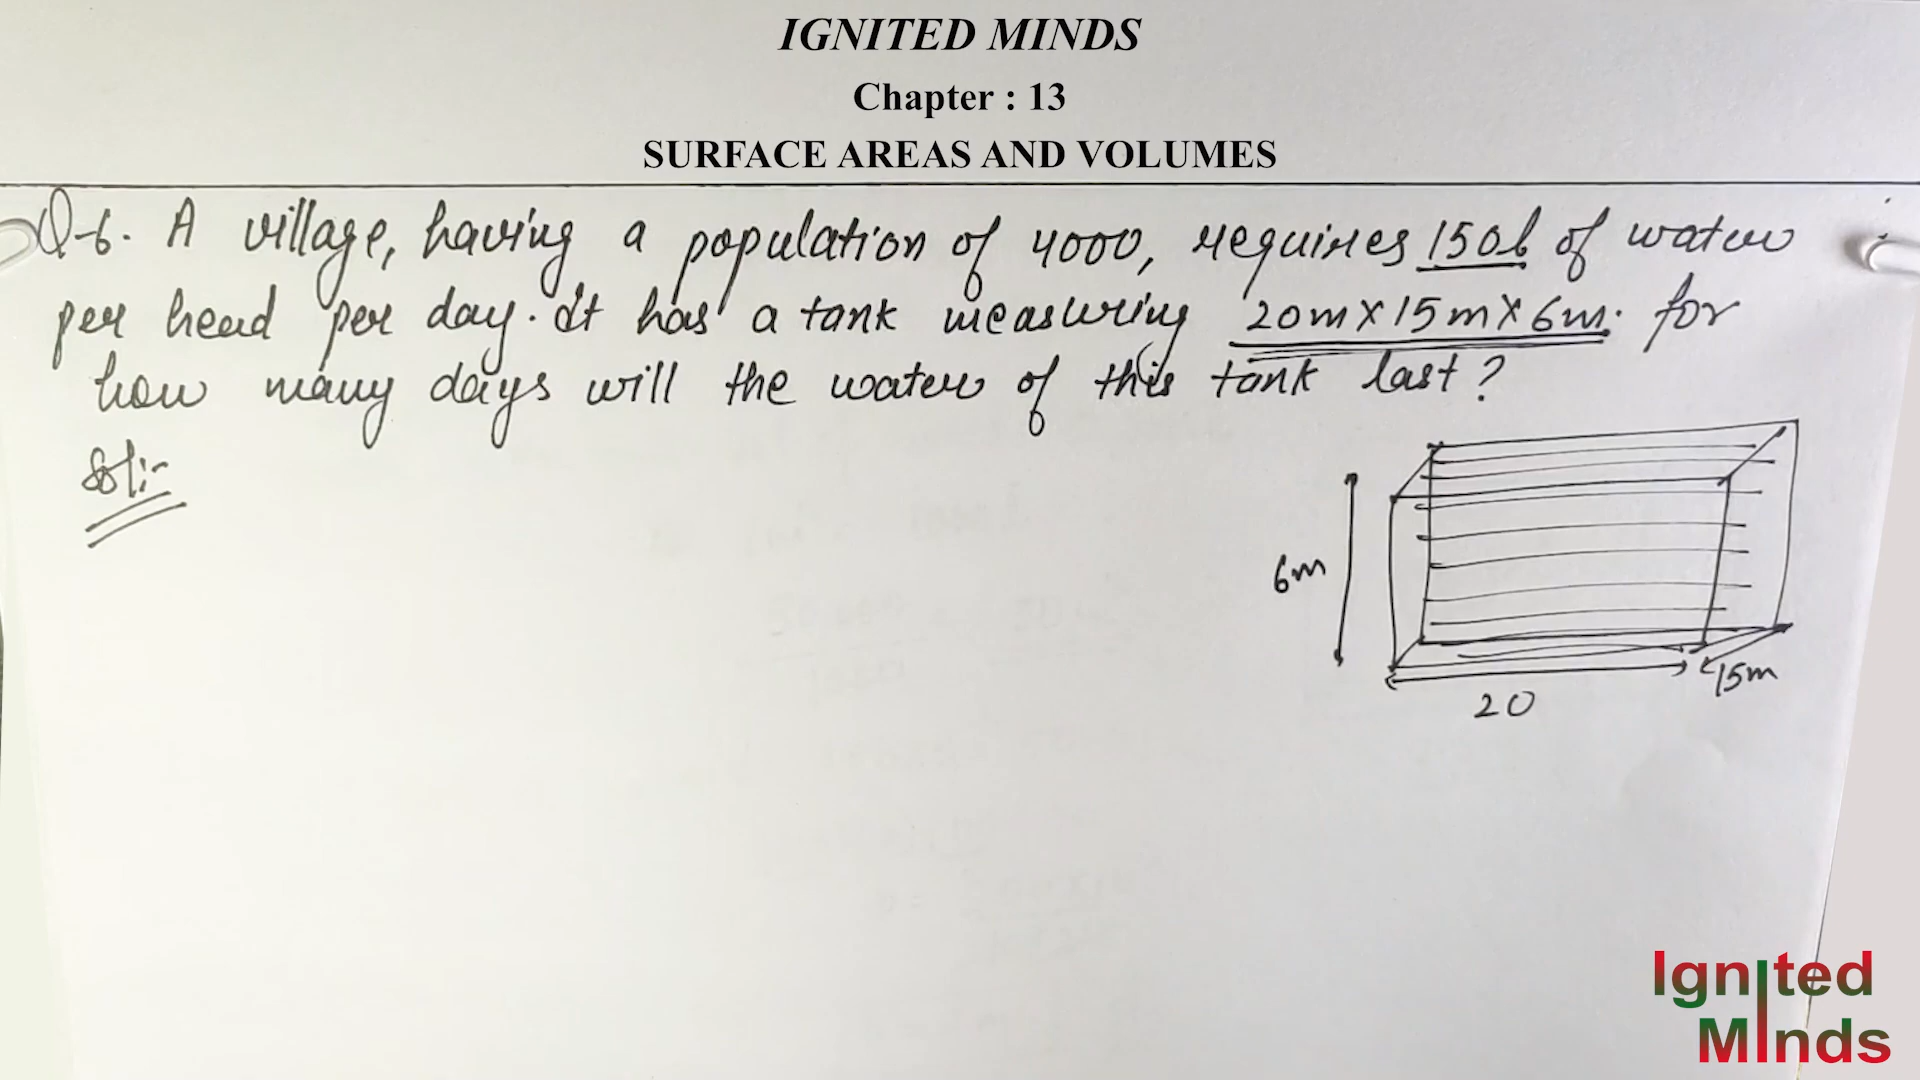 IGNITED MINDS
Chapter : 13
SURFACE AREAS AND VOLUMES
Q-6. A village, having a population of 4000, requires 150l of water
per head per day. It has a tank measuring 20m×15m×6m. for
how many days will the water of this tank last?
Sol:-
6m
15m
20
Ignited
Minds